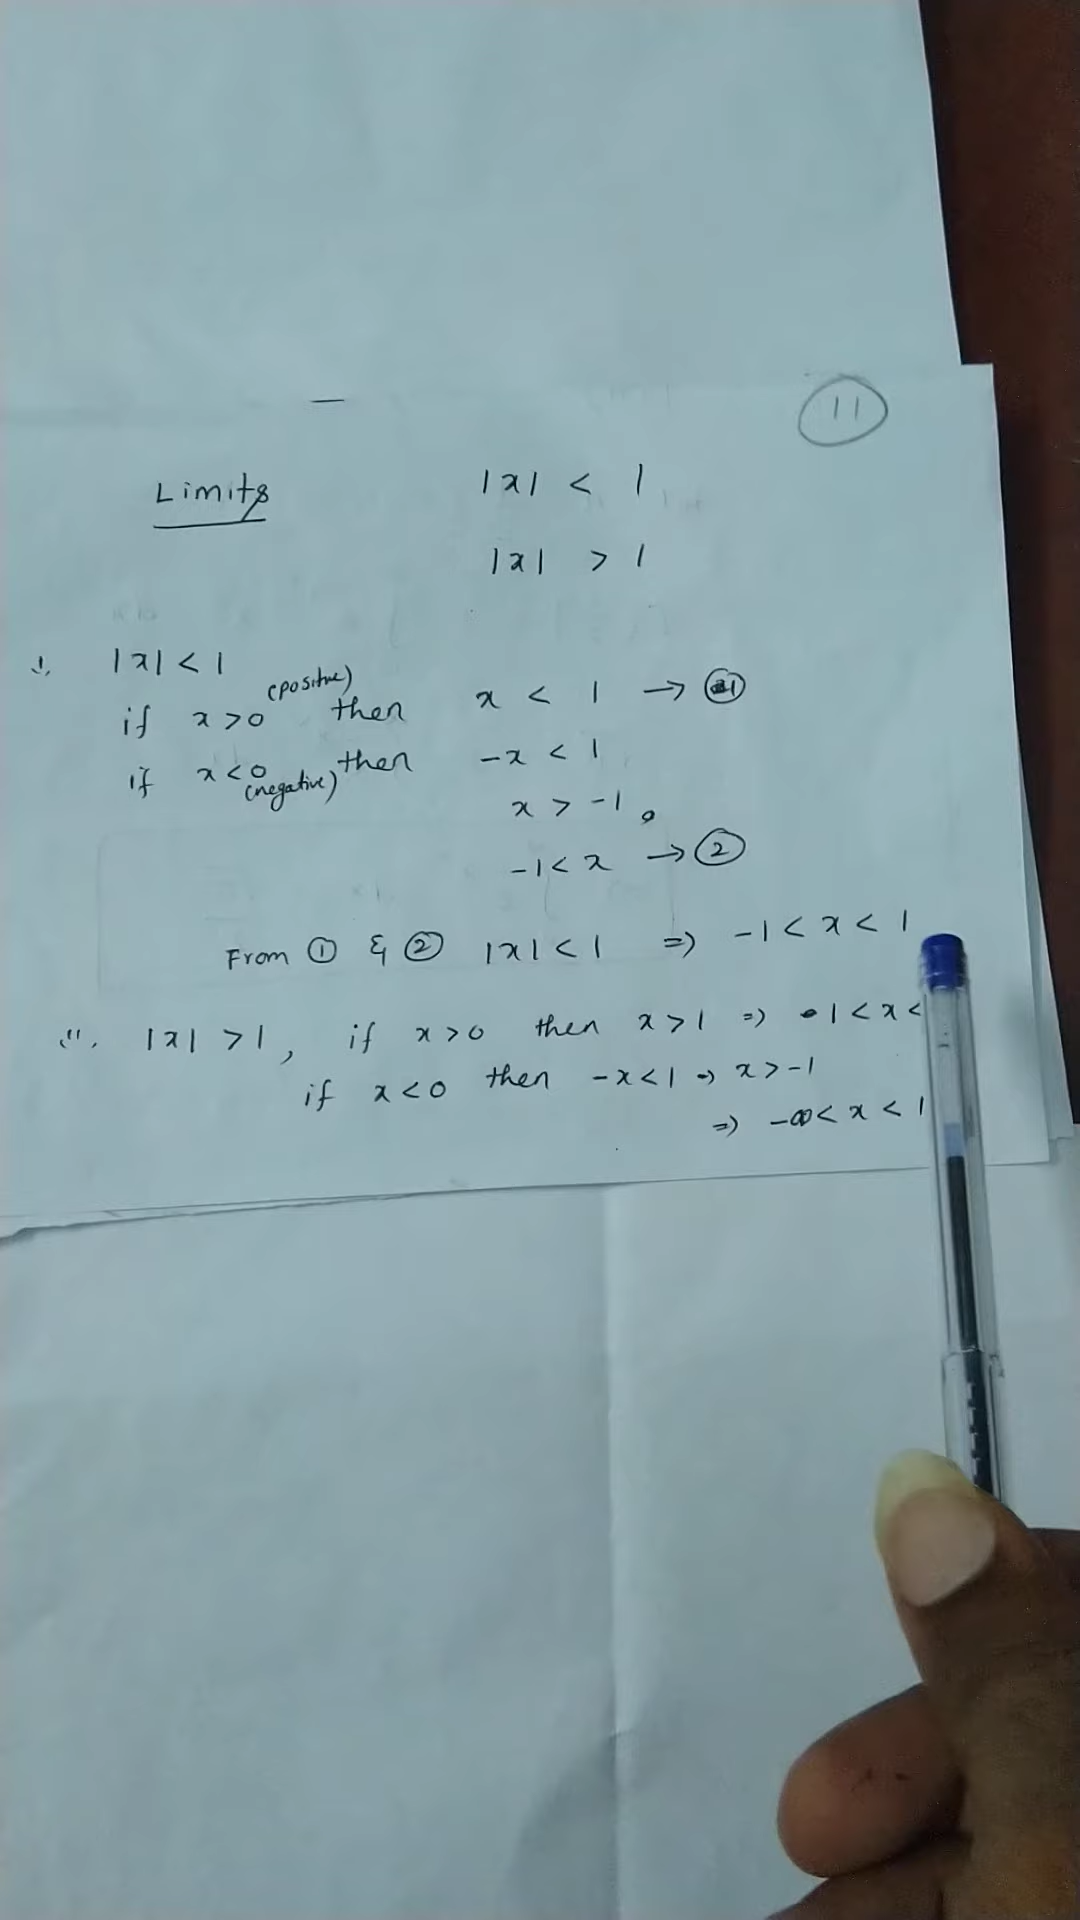 11
Limits |x| < 1
|x| > 1
i, |x| < 1
if x > 0 (positive) then x < 1 → 1
if x < 0 (negative) then -x < 1
x > -1
-1 < x → 2
From 1 & 2 |x| < 1 => -1 < x < 1
ii, |x| > 1, if x > 0 then x > 1 => 1 < x <
if x < 0 then -x < 1 => x > -1
=> -∞ < x < 1